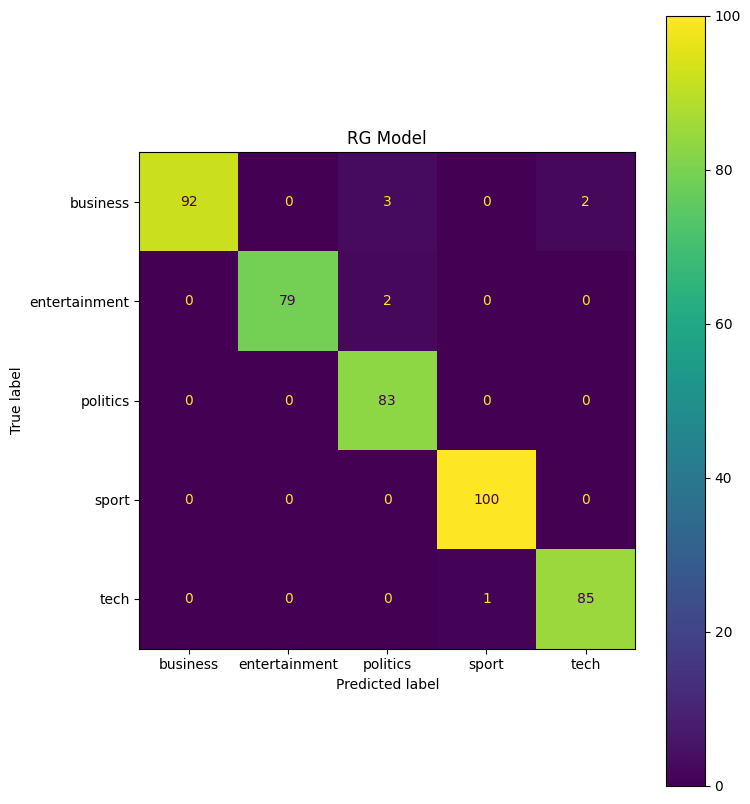 RG Model
100
80
60
40
20
0
True label
business 92 0 3 0 2
entertainment 0 79 2 0 0
politics 0 0 83 0 0
sport 0 0 0 100 0
tech 0 0 0 1 85
business entertainment politics sport tech
Predicted label